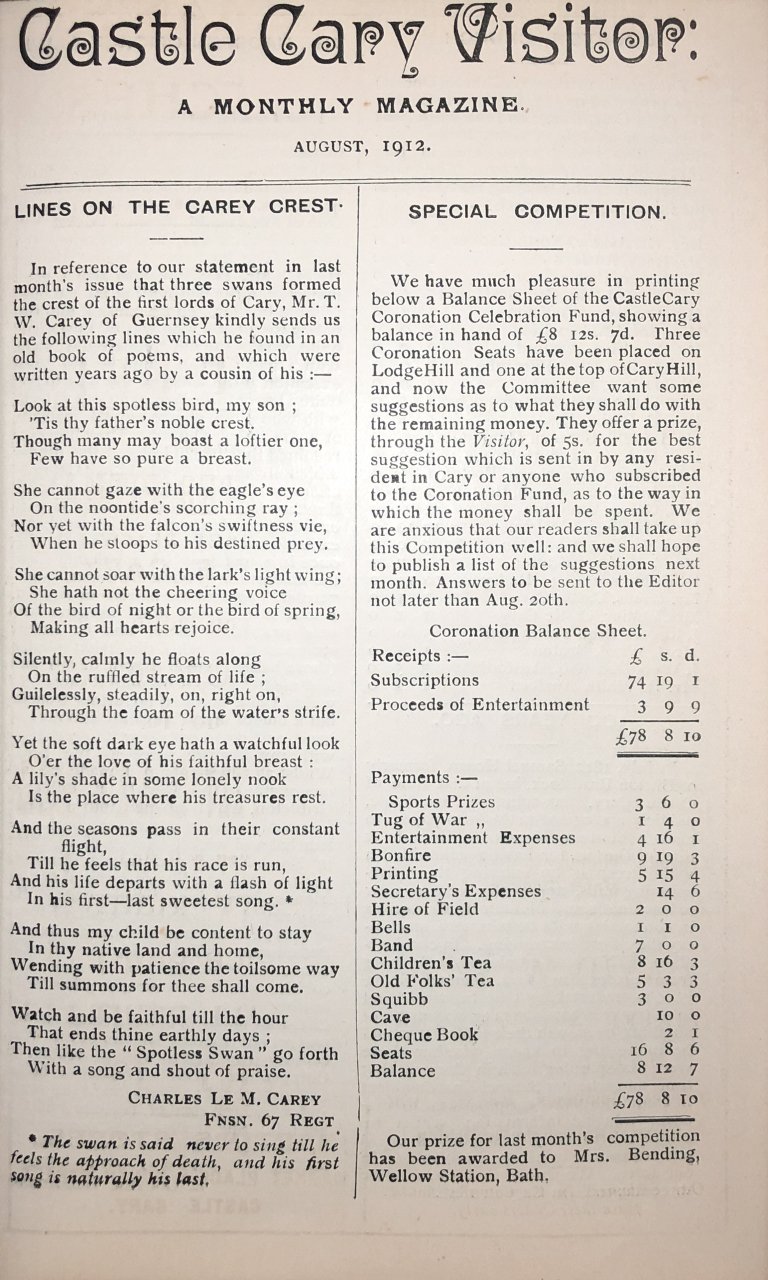 Castle Cary Visitor:
A MONTHLY MAGAZINE.
AUGUST, 1912.
LINES ON THE CAREY CREST.
In reference to our statement in last
month's issue that three swans formed
the crest of the first lords of Cary, Mr. T.
W. Carey of Guernsey kindly sends us
the following lines which he found in an
old book of poems, and which were
written years ago by a cousin of his :—
Look at this spotless bird, my son ;
'Tis thy father's noble crest.
Though many may boast a loftier one,
Few have so pure a breast.
She cannot gaze with the eagle's eye
On the noontide's scorching ray ;
Nor yet with the falcon's swiftness vie,
When he stoops to his destined prey.
She cannot soar with the lark's light wing;
She hath not the cheering voice
Of the bird of night or the bird of spring,
Making all hearts rejoice.
Silently, calmly he floats along
On the ruffled stream of life ;
Guilelessly, steadily, on, right on,
Through the foam of the water's strife.
Yet the soft dark eye hath a watchful look
O'er the love of his faithful breast :
A lily's shade in some lonely nook
Is the place where his treasures rest.
And the seasons pass in their constant
flight,
Till he feels that his race is run,
And his life departs with a flash of light
In his first—last sweetest song. *
And thus my child be content to stay
In thy native land and home,
Wending with patience the toilsome way
Till summons for thee shall come.
Watch and be faithful till the hour
That ends thine earthly days ;
Then like the " Spotless Swan " go forth
With a song and shout of praise.
CHARLES LE M. CAREY
FNSN. 67 REGT.
* The swan is said never to sing till he
feels the approach of death, and his first
song is naturally his last.
SPECIAL COMPETITION.
We have much pleasure in printing
below a Balance Sheet of the CastleCary
Coronation Celebration Fund, showing a
balance in hand of £8 12s. 7d. Three
Coronation Seats have been placed on
LodgeHill and one at the top of CaryHill,
and now the Committee want some
suggestions as to what they shall do with
the remaining money. They offer a prize,
through the Visitor, of 5s. for the best
suggestion which is sent in by any resi-
dent in Cary or anyone who subscribed
to the Coronation Fund, as to the way in
which the money shall be spent. We
are anxious that our readers shall take up
this Competition well: and we shall hope
to publish a list of the suggestions next
month. Answers to be sent to the Editor
not later than Aug. 20th.
Coronation Balance Sheet.
Receipts :— £ s. d.
Subscriptions 74 19 1
Proceeds of Entertainment 3 9 9
£78 8 10
Payments :—
Sports Prizes 3 6 0
Tug of War ,, 1 4 0
Entertainment Expenses 4 16 1
Bonfire 9 19 3
Printing 5 15 4
Secretary's Expenses 14 6
Hire of Field 2 0 0
Bells 1 1 0
Band 7 0 0
Children's Tea 8 16 3
Old Folks' Tea 5 3 3
Squibb 3 0 0
Cave 10 0
Cheque Book 2 1
Seats 16 8 6
Balance 8 12 7
£78 8 10
Our prize for last month's competition
has been awarded to Mrs. Bending,
Wellow Station, Bath.